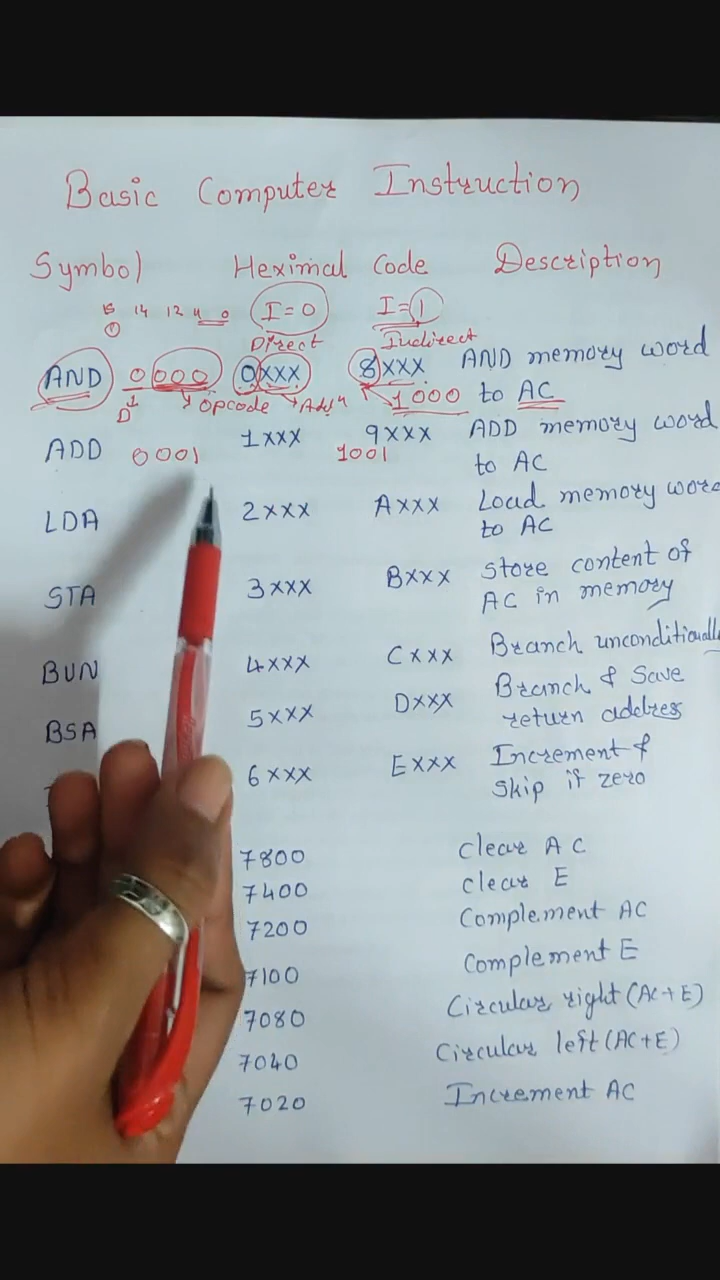 Basic Computer Instruction
Symbol Heximal Code Description
15 14 12 11 0 I=0 I=1
Direct Indirect
AND 0 000 0xxx 8xxx AND memory word
D Opcode Addrs 1000 to AC
ADD 0001 1xxx 9xxx ADD memory word
1001 to AC
LDA 2xxx Axxx Load memory word
to AC
STA 3xxx Bxxx Store content of
AC in memory
BUN 4xxx Cxxx Branch unconditionall
BSA 5xxx Dxxx Branch & Save
return address
6xxx Exxx Increment &
Skip if zero
7800 Clear AC
7400 Clear E
7200 Complement AC
7100 Complement E
7080 Circular right (AC+E)
7040 Circular left (AC+E)
7020 Increment AC